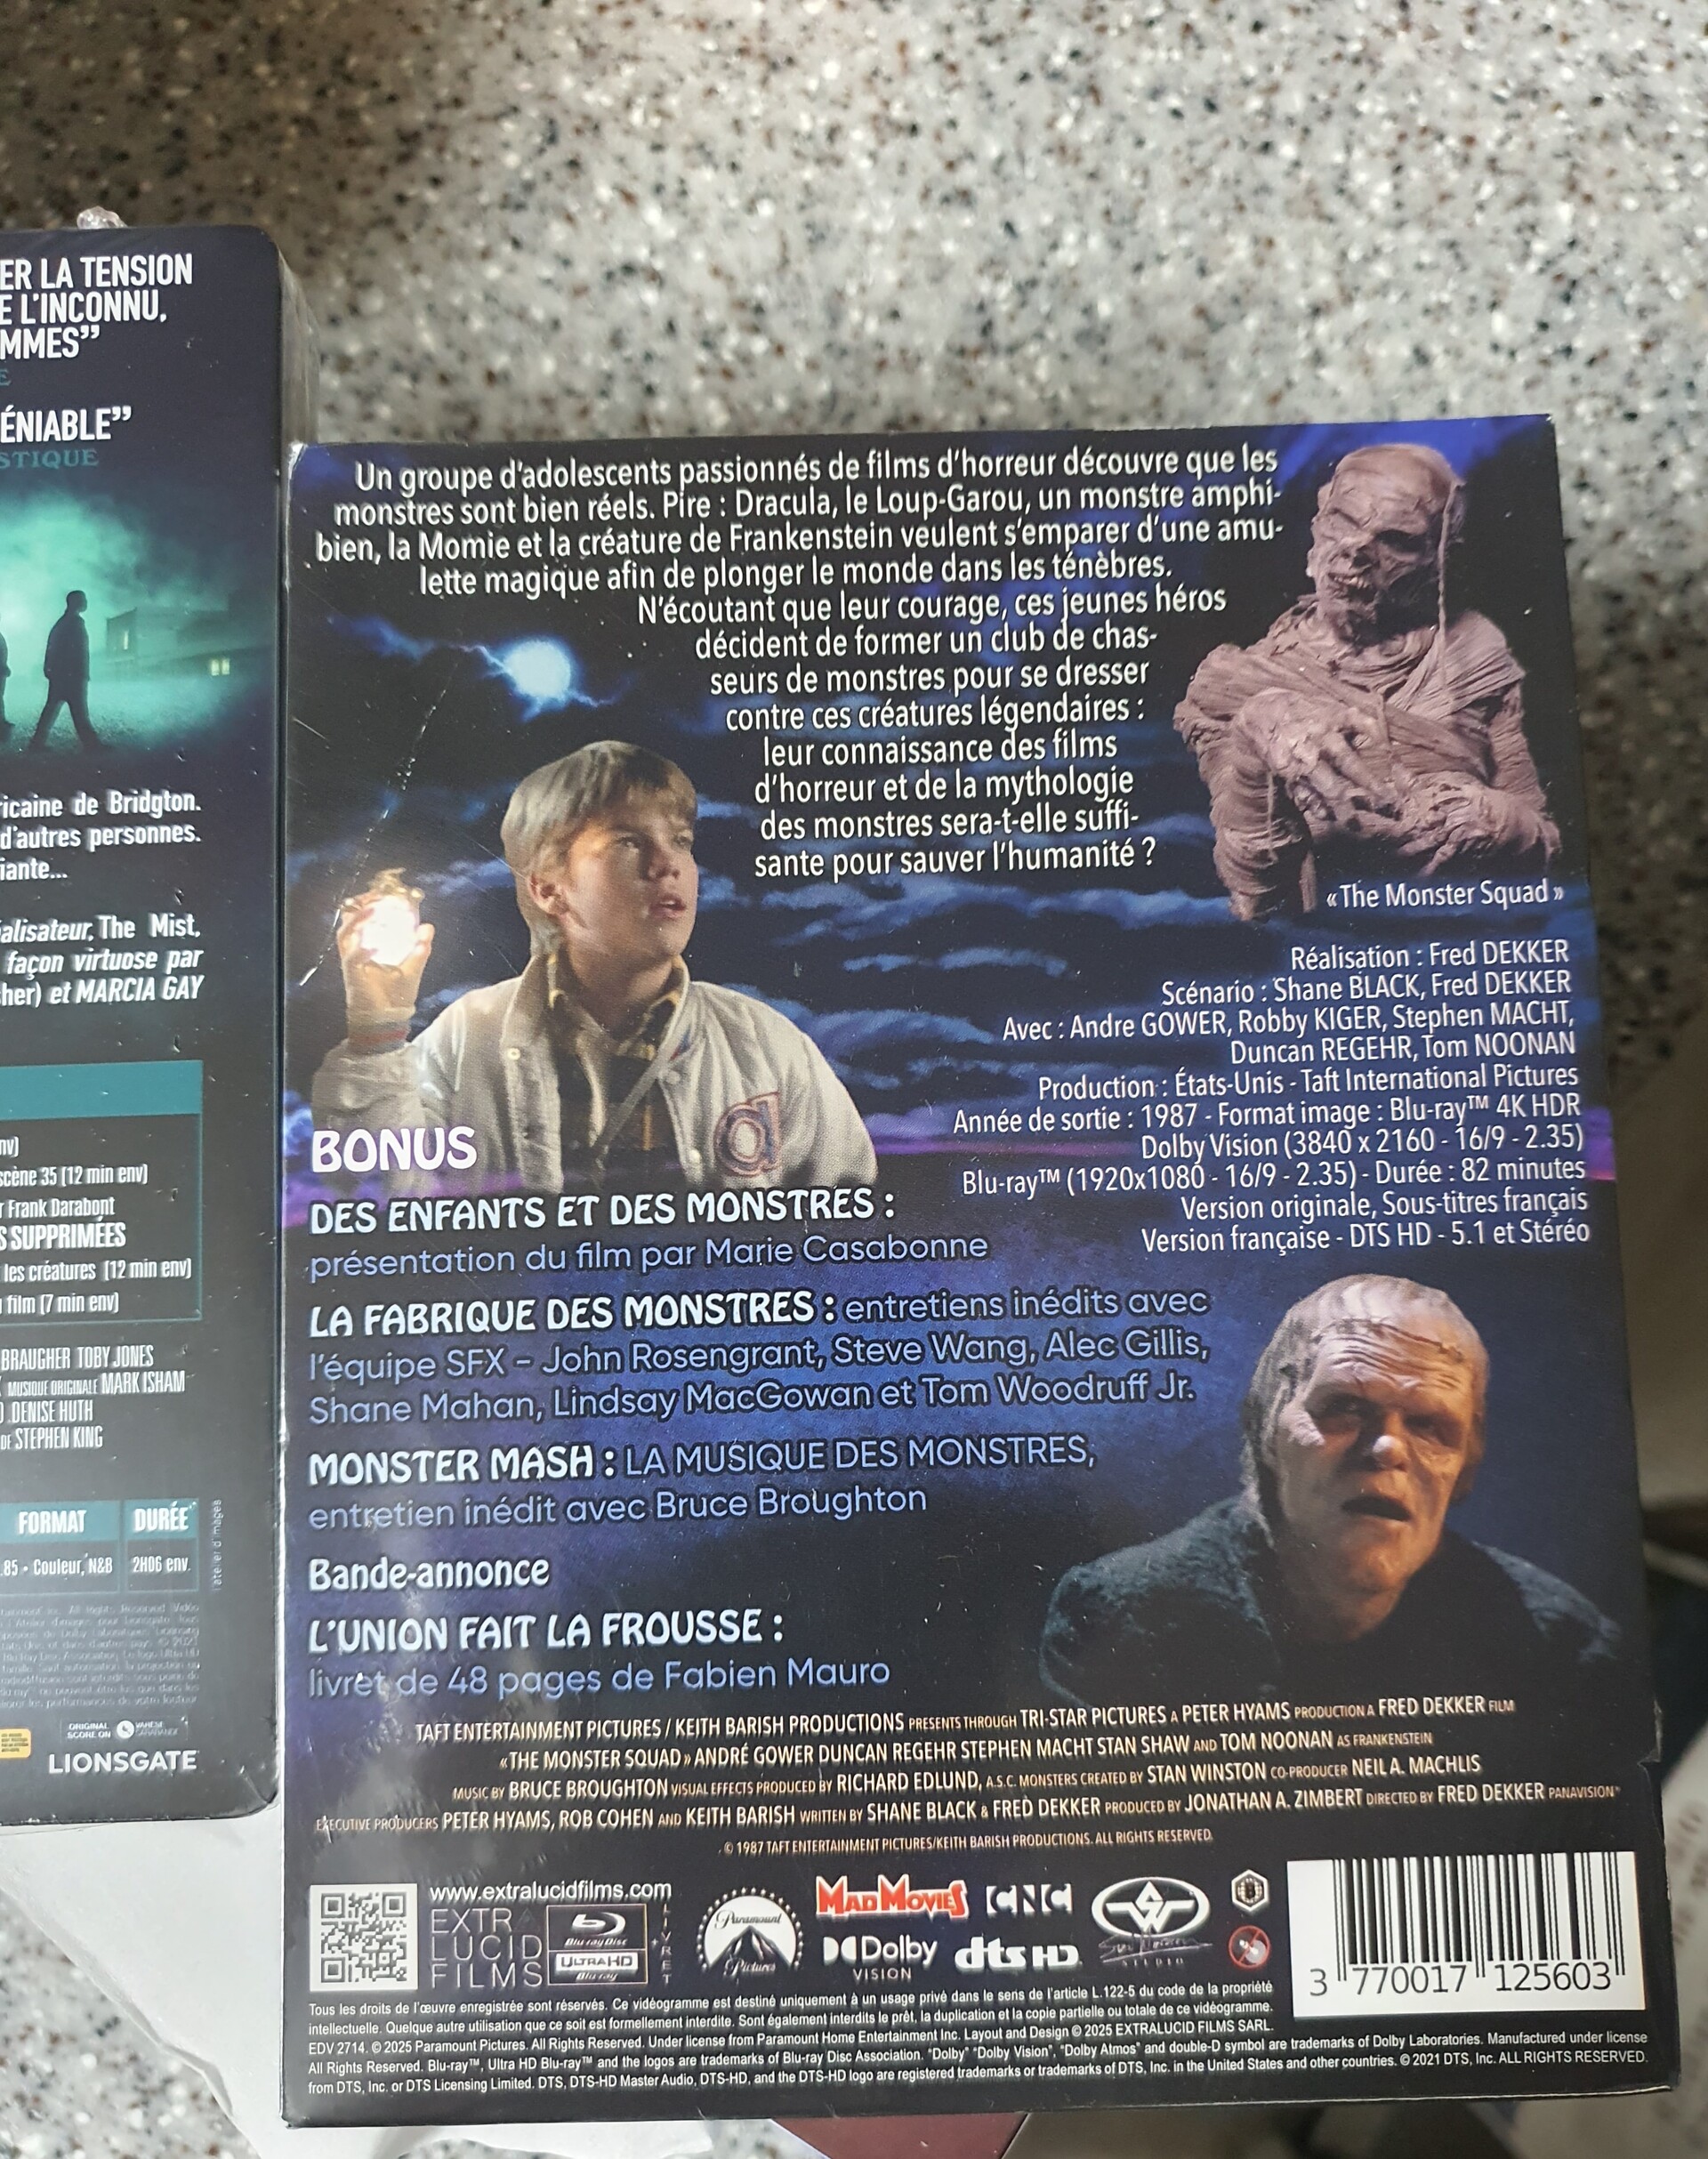 ER LA TENSION
E L'INCONNU,
MMES”
E
ÉNIABLE”
STIQUE
icaine de Bridgton.
d'autres personnes.
iante...
alisateur, The Mist,
façon virtuose par
her) et MARCIA GAY
nv)
scène 35 (12 min env)
r Frank Darabont
S SUPPRIMÉES
les créatures (12 min env)
film (7 min env)
BRAUGHER TOBY JONES
MUSIQUE ORIGINALE MARK ISHAM
DENISE HUTH
DE STEPHEN KING
FORMAT DURÉE
.85 • Couleur, N&B 2H06 env.
l'atelier d'images
ORIGINAL
SCORE ON
LIONSGATE
Un groupe d'adolescents passionnés de films d'horreur découvre que les
monstres sont bien réels. Pire : Dracula, le Loup-Garou, un monstre amphi-
bien, la Momie et la créature de Frankenstein veulent s'emparer d'une amu-
lette magique afin de plonger le monde dans les ténèbres.
N'écoutant que leur courage, ces jeunes héros
décident de former un club de chas-
seurs de monstres pour se dresser
contre ces créatures légendaires :
leur connaissance des films
d'horreur et de la mythologie
des monstres sera-t-elle suffi-
sante pour sauver l'humanité ?
« The Monster Squad »
Réalisation : Fred DEKKER
Scénario : Shane BLACK, Fred DEKKER
Avec : Andre GOWER, Robby KIGER, Stephen MACHT,
Duncan REGEHR, Tom NOONAN
Production : États-Unis - Taft International Pictures
Année de sortie : 1987 - Format image : Blu-ray™ 4K HDR
Dolby Vision (3840 x 2160 - 16/9 - 2.35)
Blu-ray™ (1920x1080 - 16/9 - 2.35) - Durée : 82 minutes
Version originale, Sous-titres français
Version française - DTS HD - 5.1 et Stéréo
a
BONUS
DES ENFANTS ET DES MONSTRES :
présentation du film par Marie Casabonne
LA FABRIQUE DES MONSTRES : entretiens inédits avec
l'équipe SFX – John Rosengrant, Steve Wang, Alec Gillis,
Shane Mahan, Lindsay MacGowan et Tom Woodruff Jr.
MONSTER MASH : LA MUSIQUE DES MONSTRES,
entretien inédit avec Bruce Broughton
Bande-annonce
L'UNION FAIT LA FROUSSE :
livret de 48 pages de Fabien Mauro
TAFT ENTERTAINMENT PICTURES / KEITH BARISH PRODUCTIONS PRESENTS THROUGH TRI-STAR PICTURES A PETER HYAMS PRODUCTION A FRED DEKKER FILM
« THE MONSTER SQUAD » ANDRÉ GOWER DUNCAN REGEHR STEPHEN MACHT STAN SHAW AND TOM NOONAN AS FRANKENSTEIN
MUSIC BY BRUCE BROUGHTON VISUAL EFFECTS PRODUCED BY RICHARD EDLUND, A.S.C. MONSTERS CREATED BY STAN WINSTON CO-PRODUCER NEIL A. MACHLIS
EXECUTIVE PRODUCERS PETER HYAMS, ROB COHEN AND KEITH BARISH WRITTEN BY SHANE BLACK & FRED DEKKER PRODUCED BY JONATHAN A. ZIMBERT DIRECTED BY FRED DEKKER PANAVISION®
© 1987 TAFT ENTERTAINMENT PICTURES/KEITH BARISH PRODUCTIONS. ALL RIGHTS RESERVED.
www.extralucidfilms.com
EXTR
LUCID
FILMS
Blu-ray Disc
ULTRA HD
Blu-ray
+ LIVRET
Paramount
Pictures
MAD MOVIES
CNC
Dolby
VISION
dts HD
STUDIO
3 770017 125603
Tous les droits de l'œuvre enregistrée sont réservés. Ce vidéogramme est destiné uniquement à un usage privé dans le sens de l'article L.122-5 du code de la propriété
intellectuelle. Quelque autre utilisation que ce soit est formellement interdite. Sont également interdits le prêt, la duplication et la copie partielle ou totale de ce vidéogramme.
EDV 2714. © 2025 Paramount Pictures. All Rights Reserved. Under license from Paramount Home Entertainment Inc. Layout and Design © 2025 EXTRALUCID FILMS SARL.
All Rights Reserved. Blu-ray™, Ultra HD Blu-ray™ and the logos are trademarks of Blu-ray Disc Association. "Dolby" "Dolby Vision", "Dolby Atmos" and double-D symbol are trademarks of Dolby Laboratories. Manufactured under license
from DTS, Inc. or DTS Licensing Limited. DTS, DTS-HD Master Audio, DTS-HD, and the DTS-HD logo are registered trademarks or trademarks of DTS, Inc. in the United States and other countries. © 2021 DTS, Inc. ALL RIGHTS RESERVED.